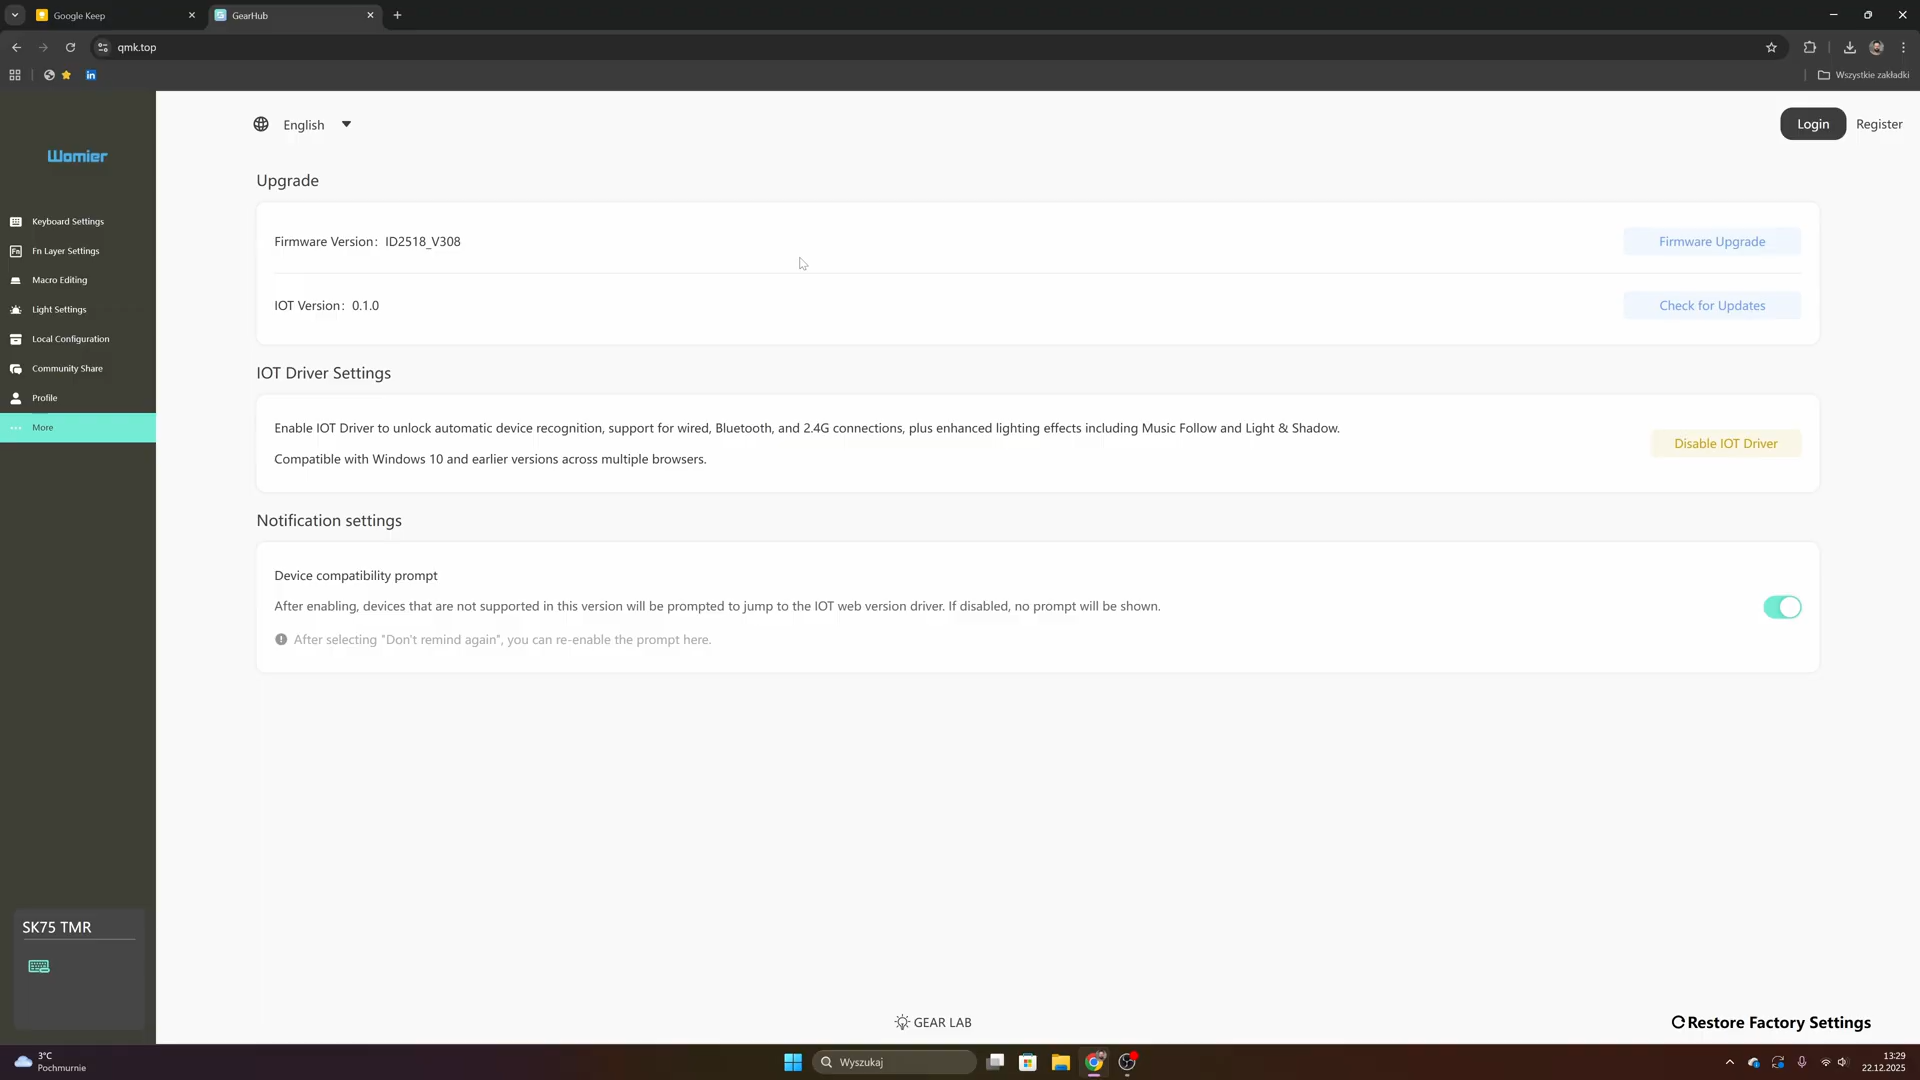 Google Keep
GearHub
qmk.top
Wszystkie zakładki
Womier
English
Login
Register
Upgrade
Keyboard Settings
Fn Layer Settings
Macro Editing
Light Settings
Local Configuration
Community Share
Profile
More
Firmware Version：ID2518_V308
Firmware Upgrade
IOT Version：0.1.0
Check for Updates
IOT Driver Settings
Enable IOT Driver to unlock automatic device recognition, support for wired, Bluetooth, and 2.4G connections, plus enhanced lighting effects including Music Follow and Light & Shadow.
Compatible with Windows 10 and earlier versions across multiple browsers.
Disable IOT Driver
Notification settings
Device compatibility prompt
After enabling, devices that are not supported in this version will be prompted to jump to the IOT web version driver. If disabled, no prompt will be shown.
After selecting "Don't remind again", you can re-enable the prompt here.
SK75 TMR
GEAR LAB
Restore Factory Settings
3°C
Pochmurnie
Wyszukaj
13:29
22.12.2025